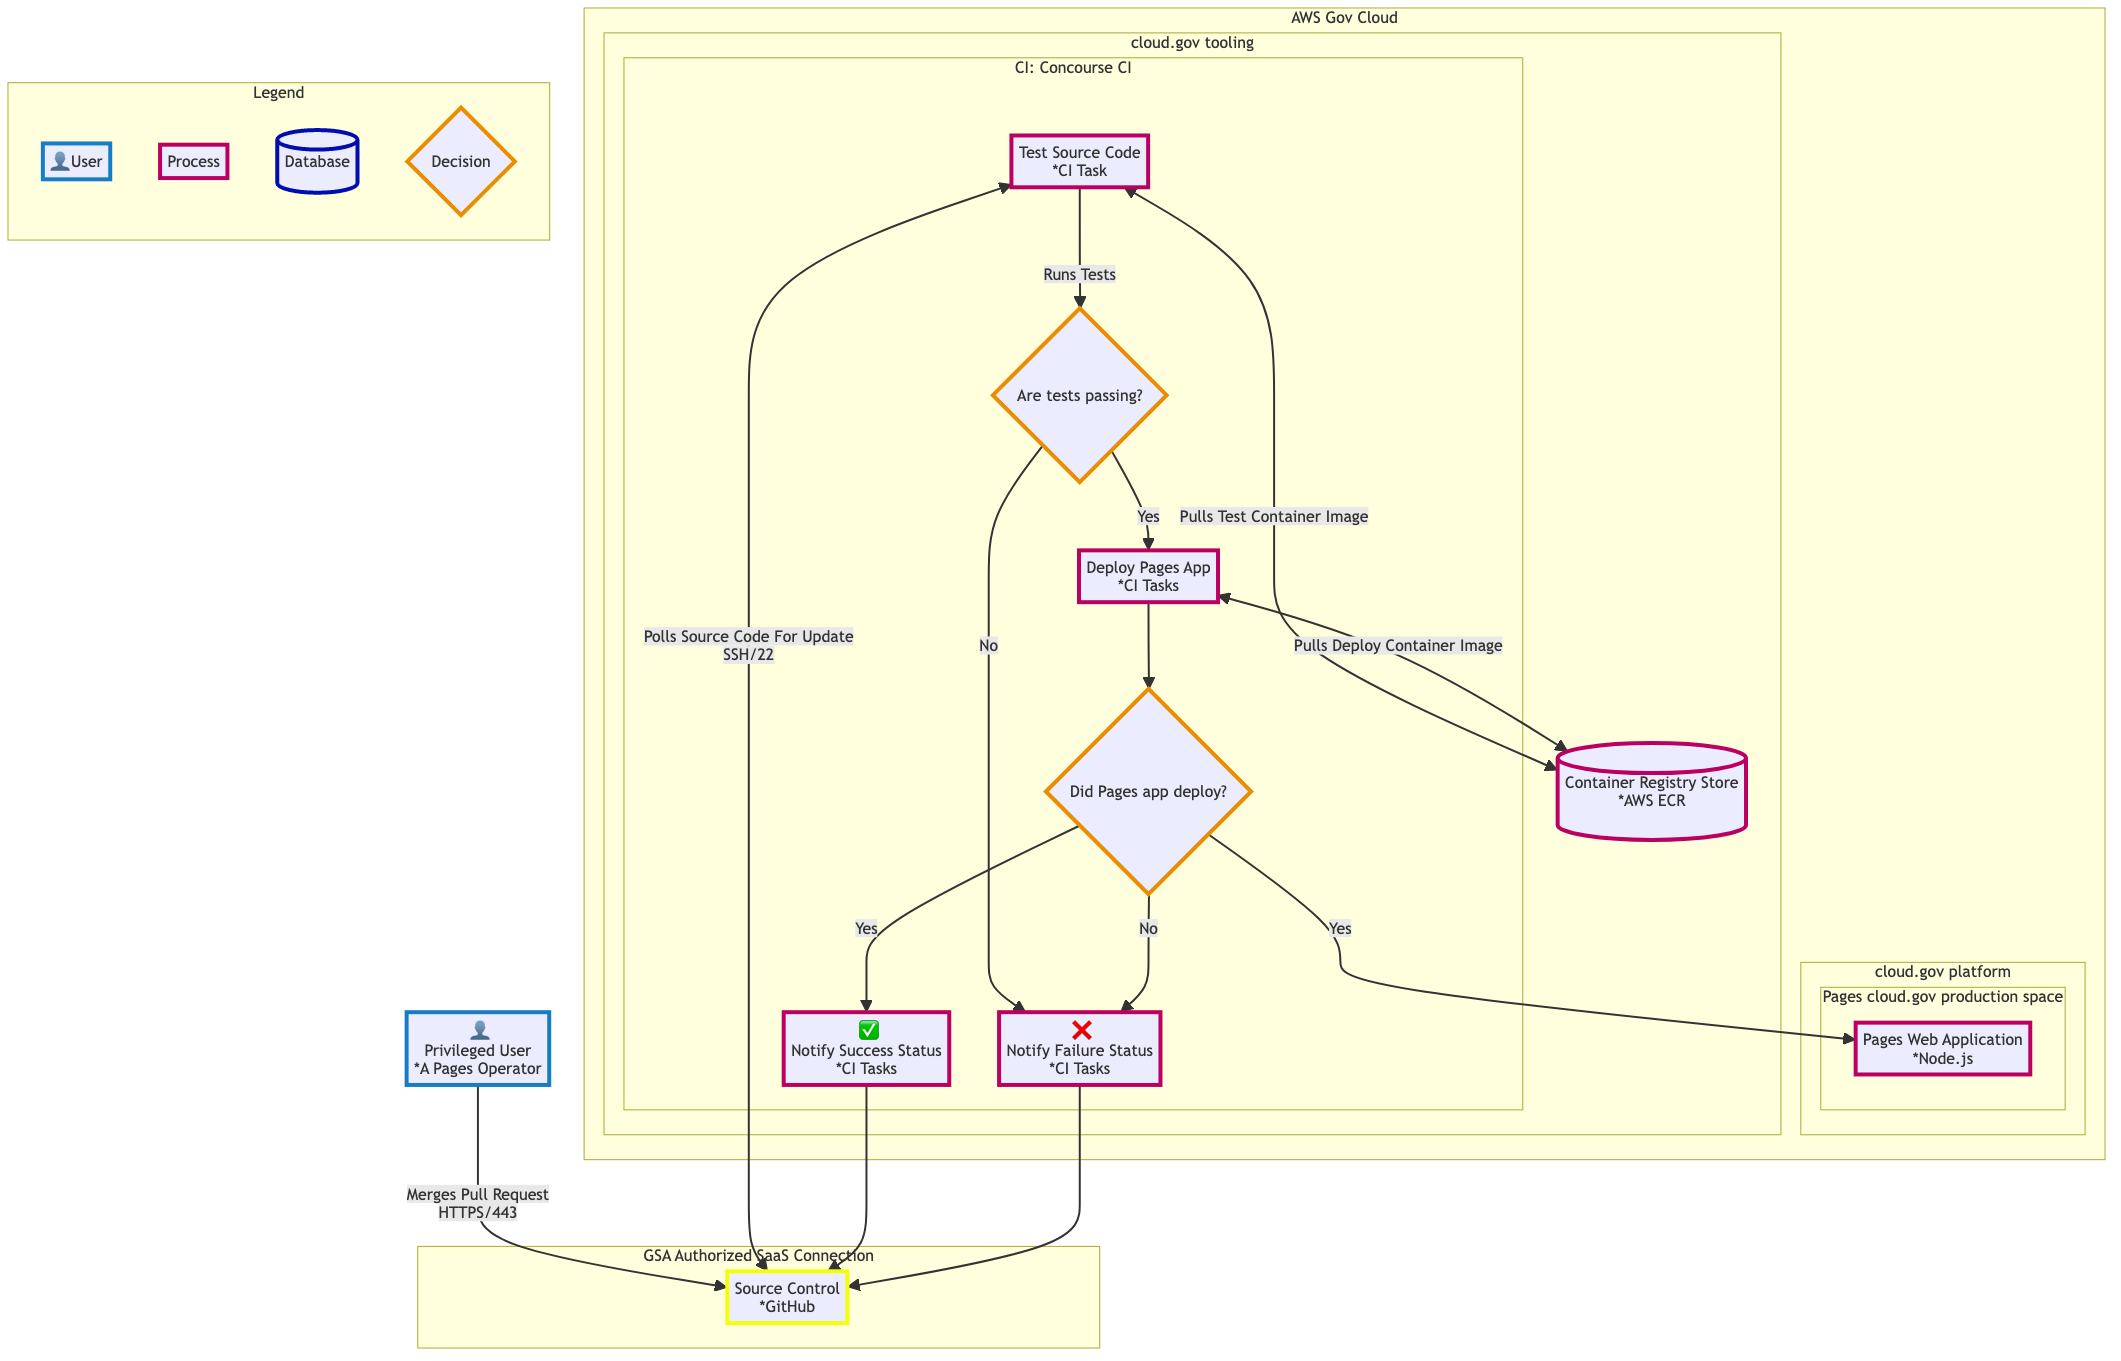 AWS Gov Cloud
cloud.gov tooling
CI: Concourse CI
Legend
👤User
Process
Database
Decision
Test Source Code
*CI Task
Runs Tests
Are tests passing?
Yes
Pulls Test Container Image
Deploy Pages App
*CI Tasks
Polls Source Code For Update
SSH/22
No
Pulls Deploy Container Image
Did Pages app deploy?
Container Registry Store
*AWS ECR
Yes
No
Yes
cloud.gov platform
Pages cloud.gov production space
Pages Web Application
*Node.js
👤
Privileged User
*A Pages Operator
✅
Notify Success Status
*CI Tasks
❌
Notify Failure Status
*CI Tasks
Merges Pull Request
HTTPS/443
GSA Authorized SaaS Connection
Source Control
*GitHub